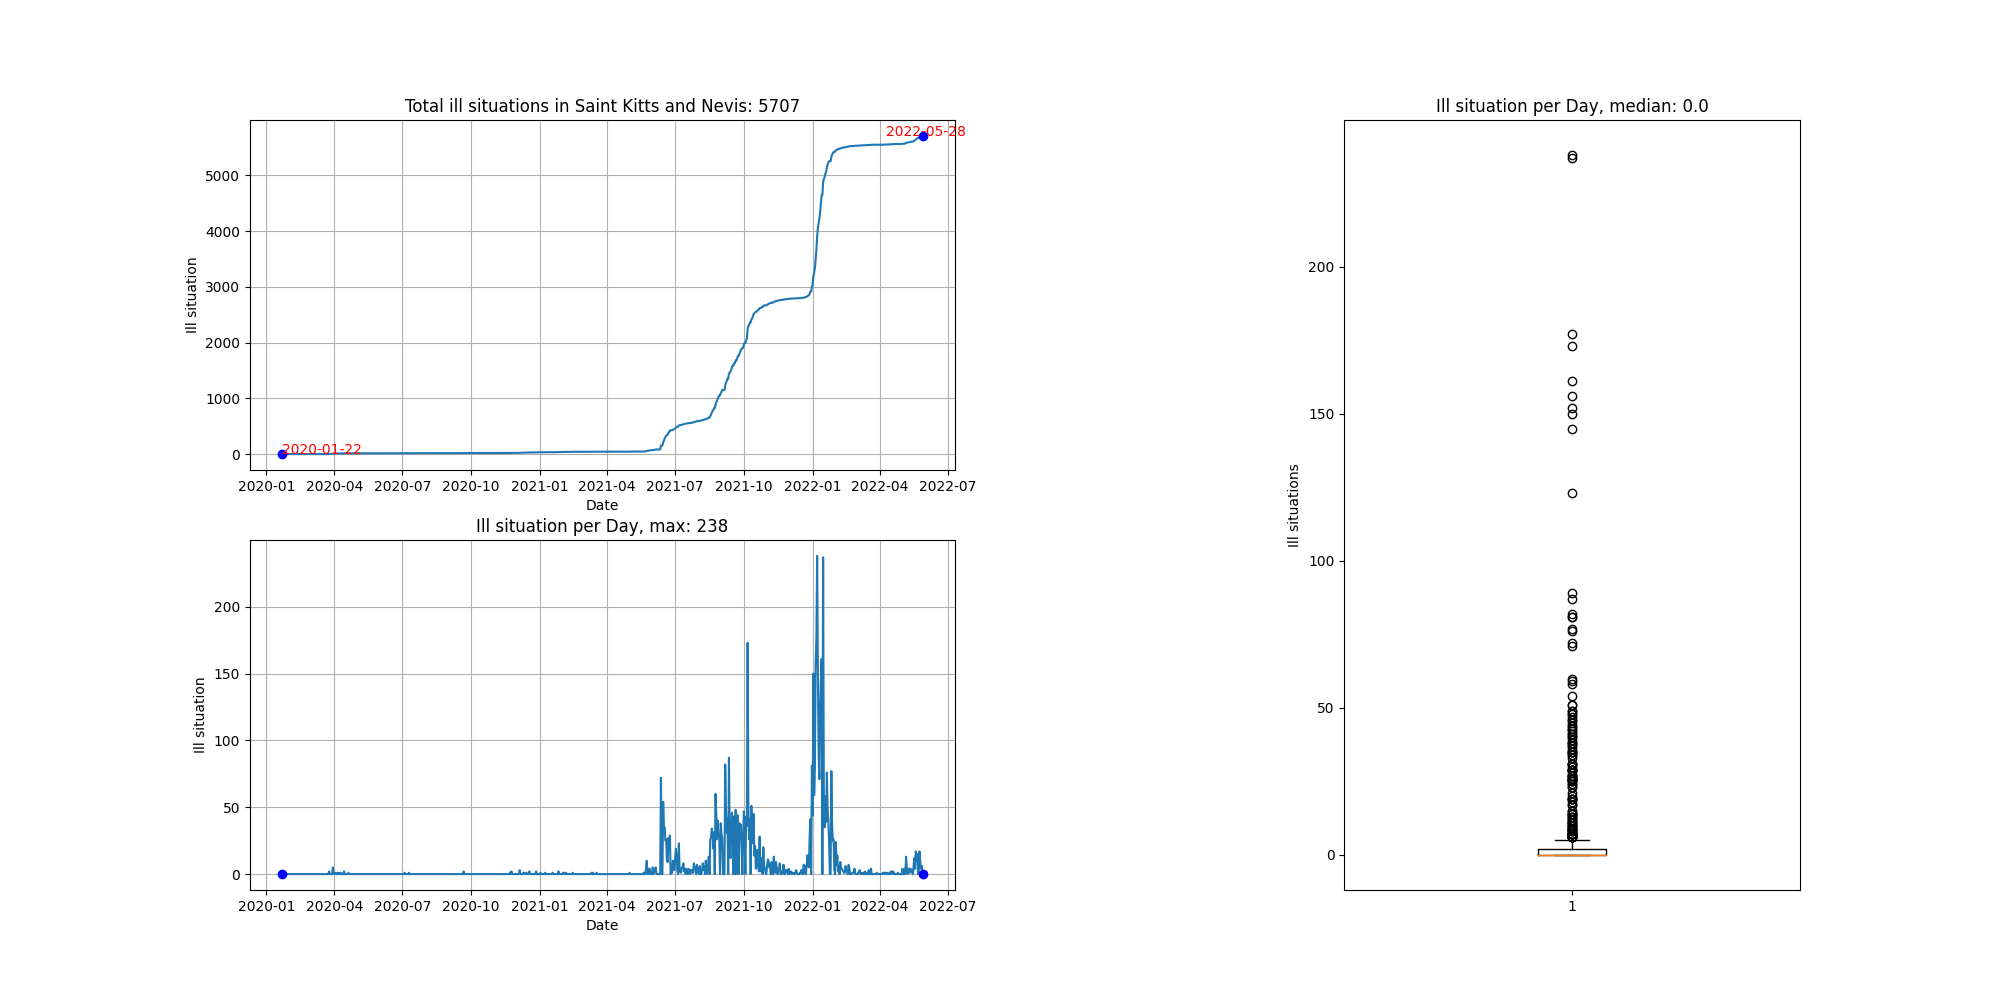 Total ill situations in Saint Kitts and Nevis: 5707
2022-05-28
5000
4000
3000
2000
1000
0
Ill situation
2020-01-22
2020-01 2020-04 2020-07 2020-10 2021-01 2021-04 2021-07 2021-10 2022-01 2022-04 2022-07
Date
Ill situation per Day, max: 238
200
150
100
50
0
Ill situation
2020-01 2020-04 2020-07 2020-10 2021-01 2021-04 2021-07 2021-10 2022-01 2022-04 2022-07
Date
Ill situation per Day, median: 0.0
200
150
100
50
0
Ill situations
1